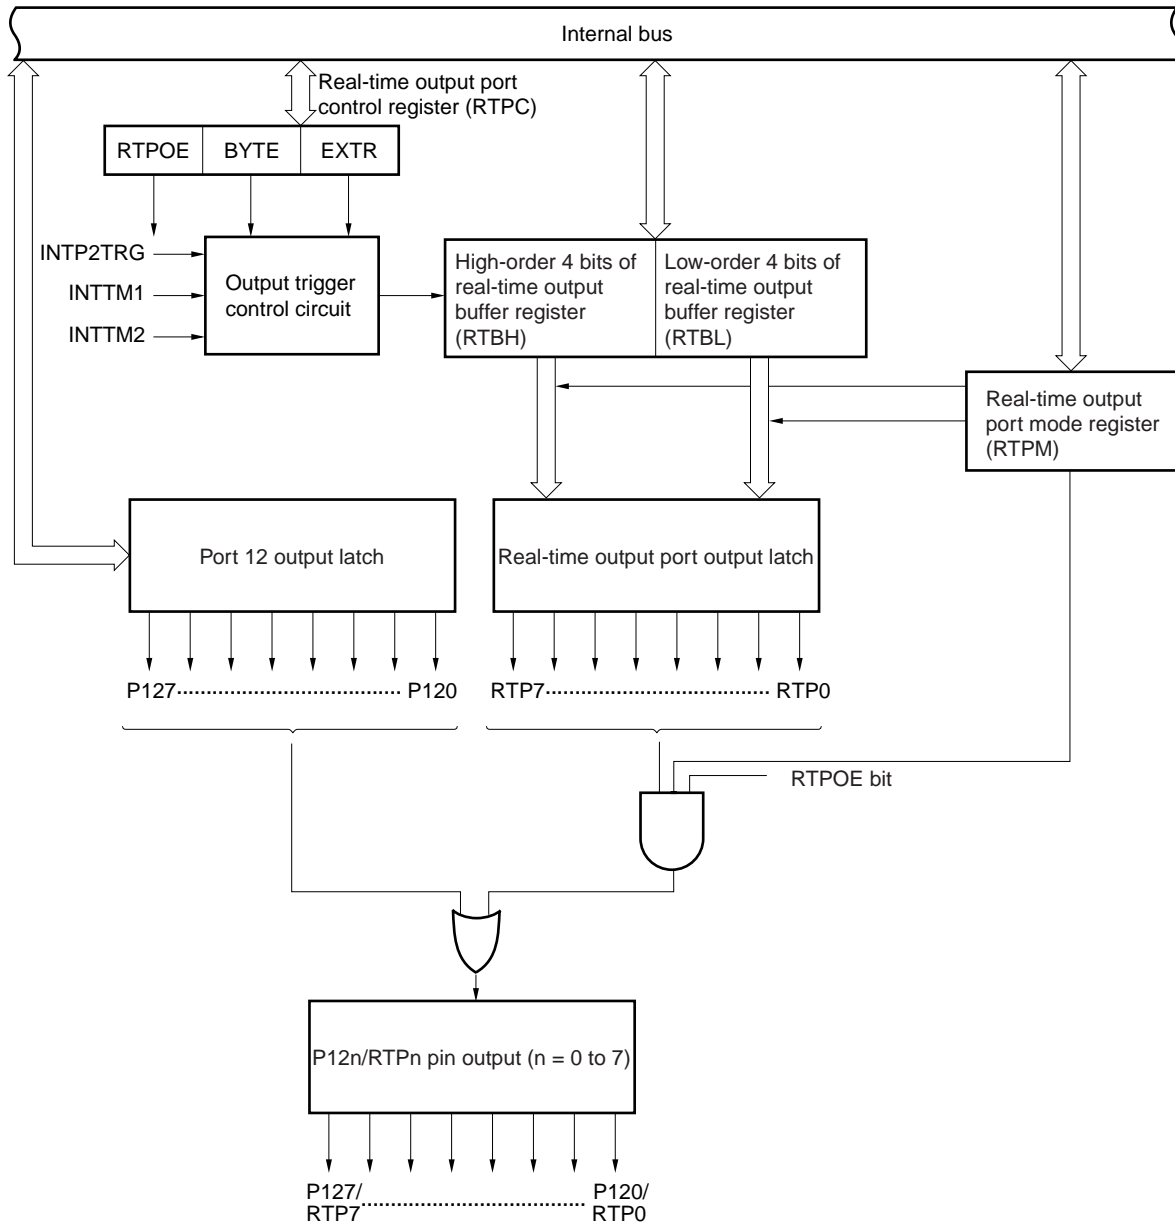 Internal bus
Real-time output port
control register (RTPC)
RTPOE BYTE EXTR
INTP2TRG
INTTM1
INTTM2
Output trigger
control circuit
High-order 4 bits of
real-time output
buffer register
(RTBH)
Low-order 4 bits of
real-time output
buffer register
(RTBL)
Real-time output
port mode register
(RTPM)
Port 12 output latch
Real-time output port output latch
P127 P120
RTP7 RTP0
RTPOE bit
P12n/RTPn pin output (n = 0 to 7)
P127/
RTP7
P120/
RTP0